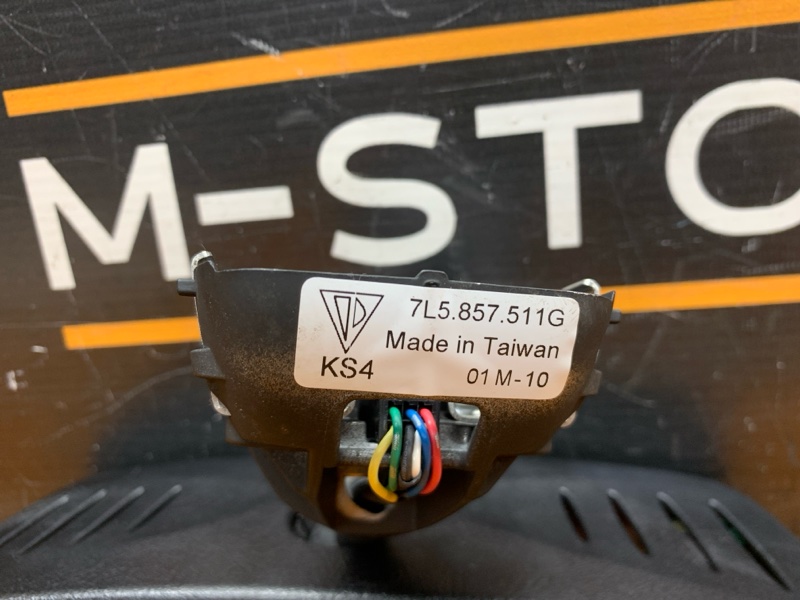 M-STO
7L5.857.511G
Made in Taiwan
KS4
01 M-10